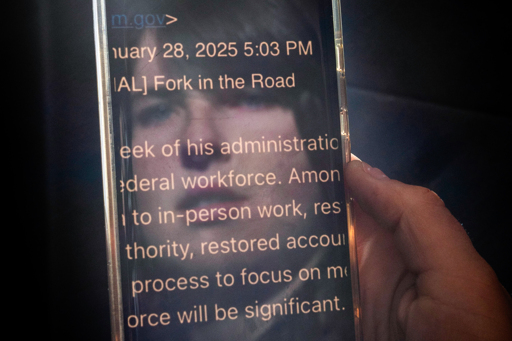 m.gov>
nuary 28, 2025 5:03 PM
IAL] Fork in the Road
eek of his administratio
ederal workforce. Amon
to in-person work, res
thority, restored accou
process to focus on me
orce will be significant.